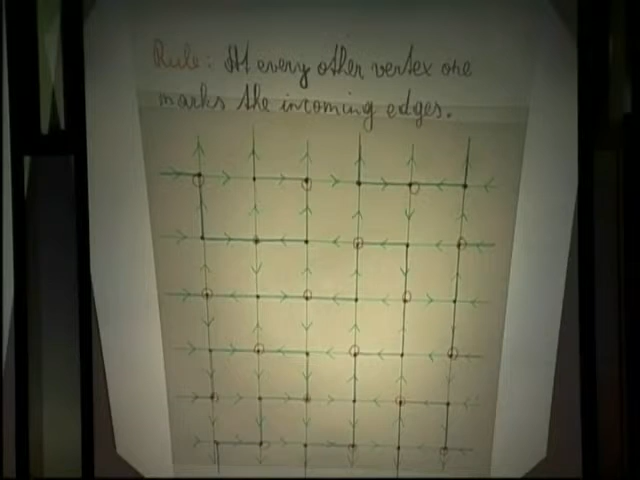 Rule: At every other vertex one
marks the incoming edges.